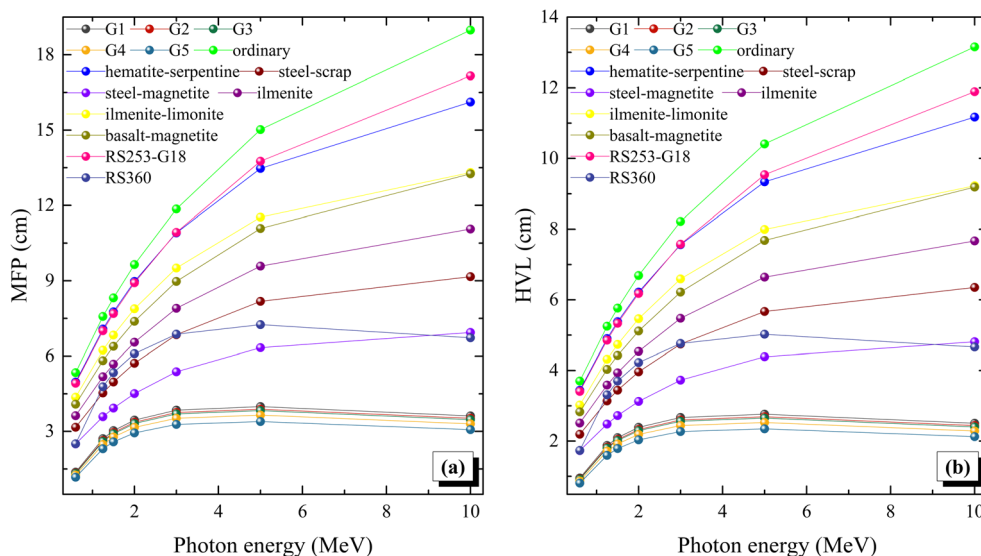 G1 G2 G3
G4 G5 ordinary
hematite-serpentine steel-scrap
steel-magnetite ilmenite
ilmenite-limonite
basalt-magnetite
RS253-G18
RS360
18
15
12
9
6
3
MFP (cm)
2 4 6 8 10
Photon energy (MeV)
(a)
G1 G2 G3
G4 G5 ordinary
hematite-serpentine steel-scrap
steel-magnetite ilmenite
ilmenite-limonite
basalt-magnetite
RS253-G18
RS360
14
12
10
8
6
4
2
HVL (cm)
2 4 6 8 10
Photon energy (MeV)
(b)